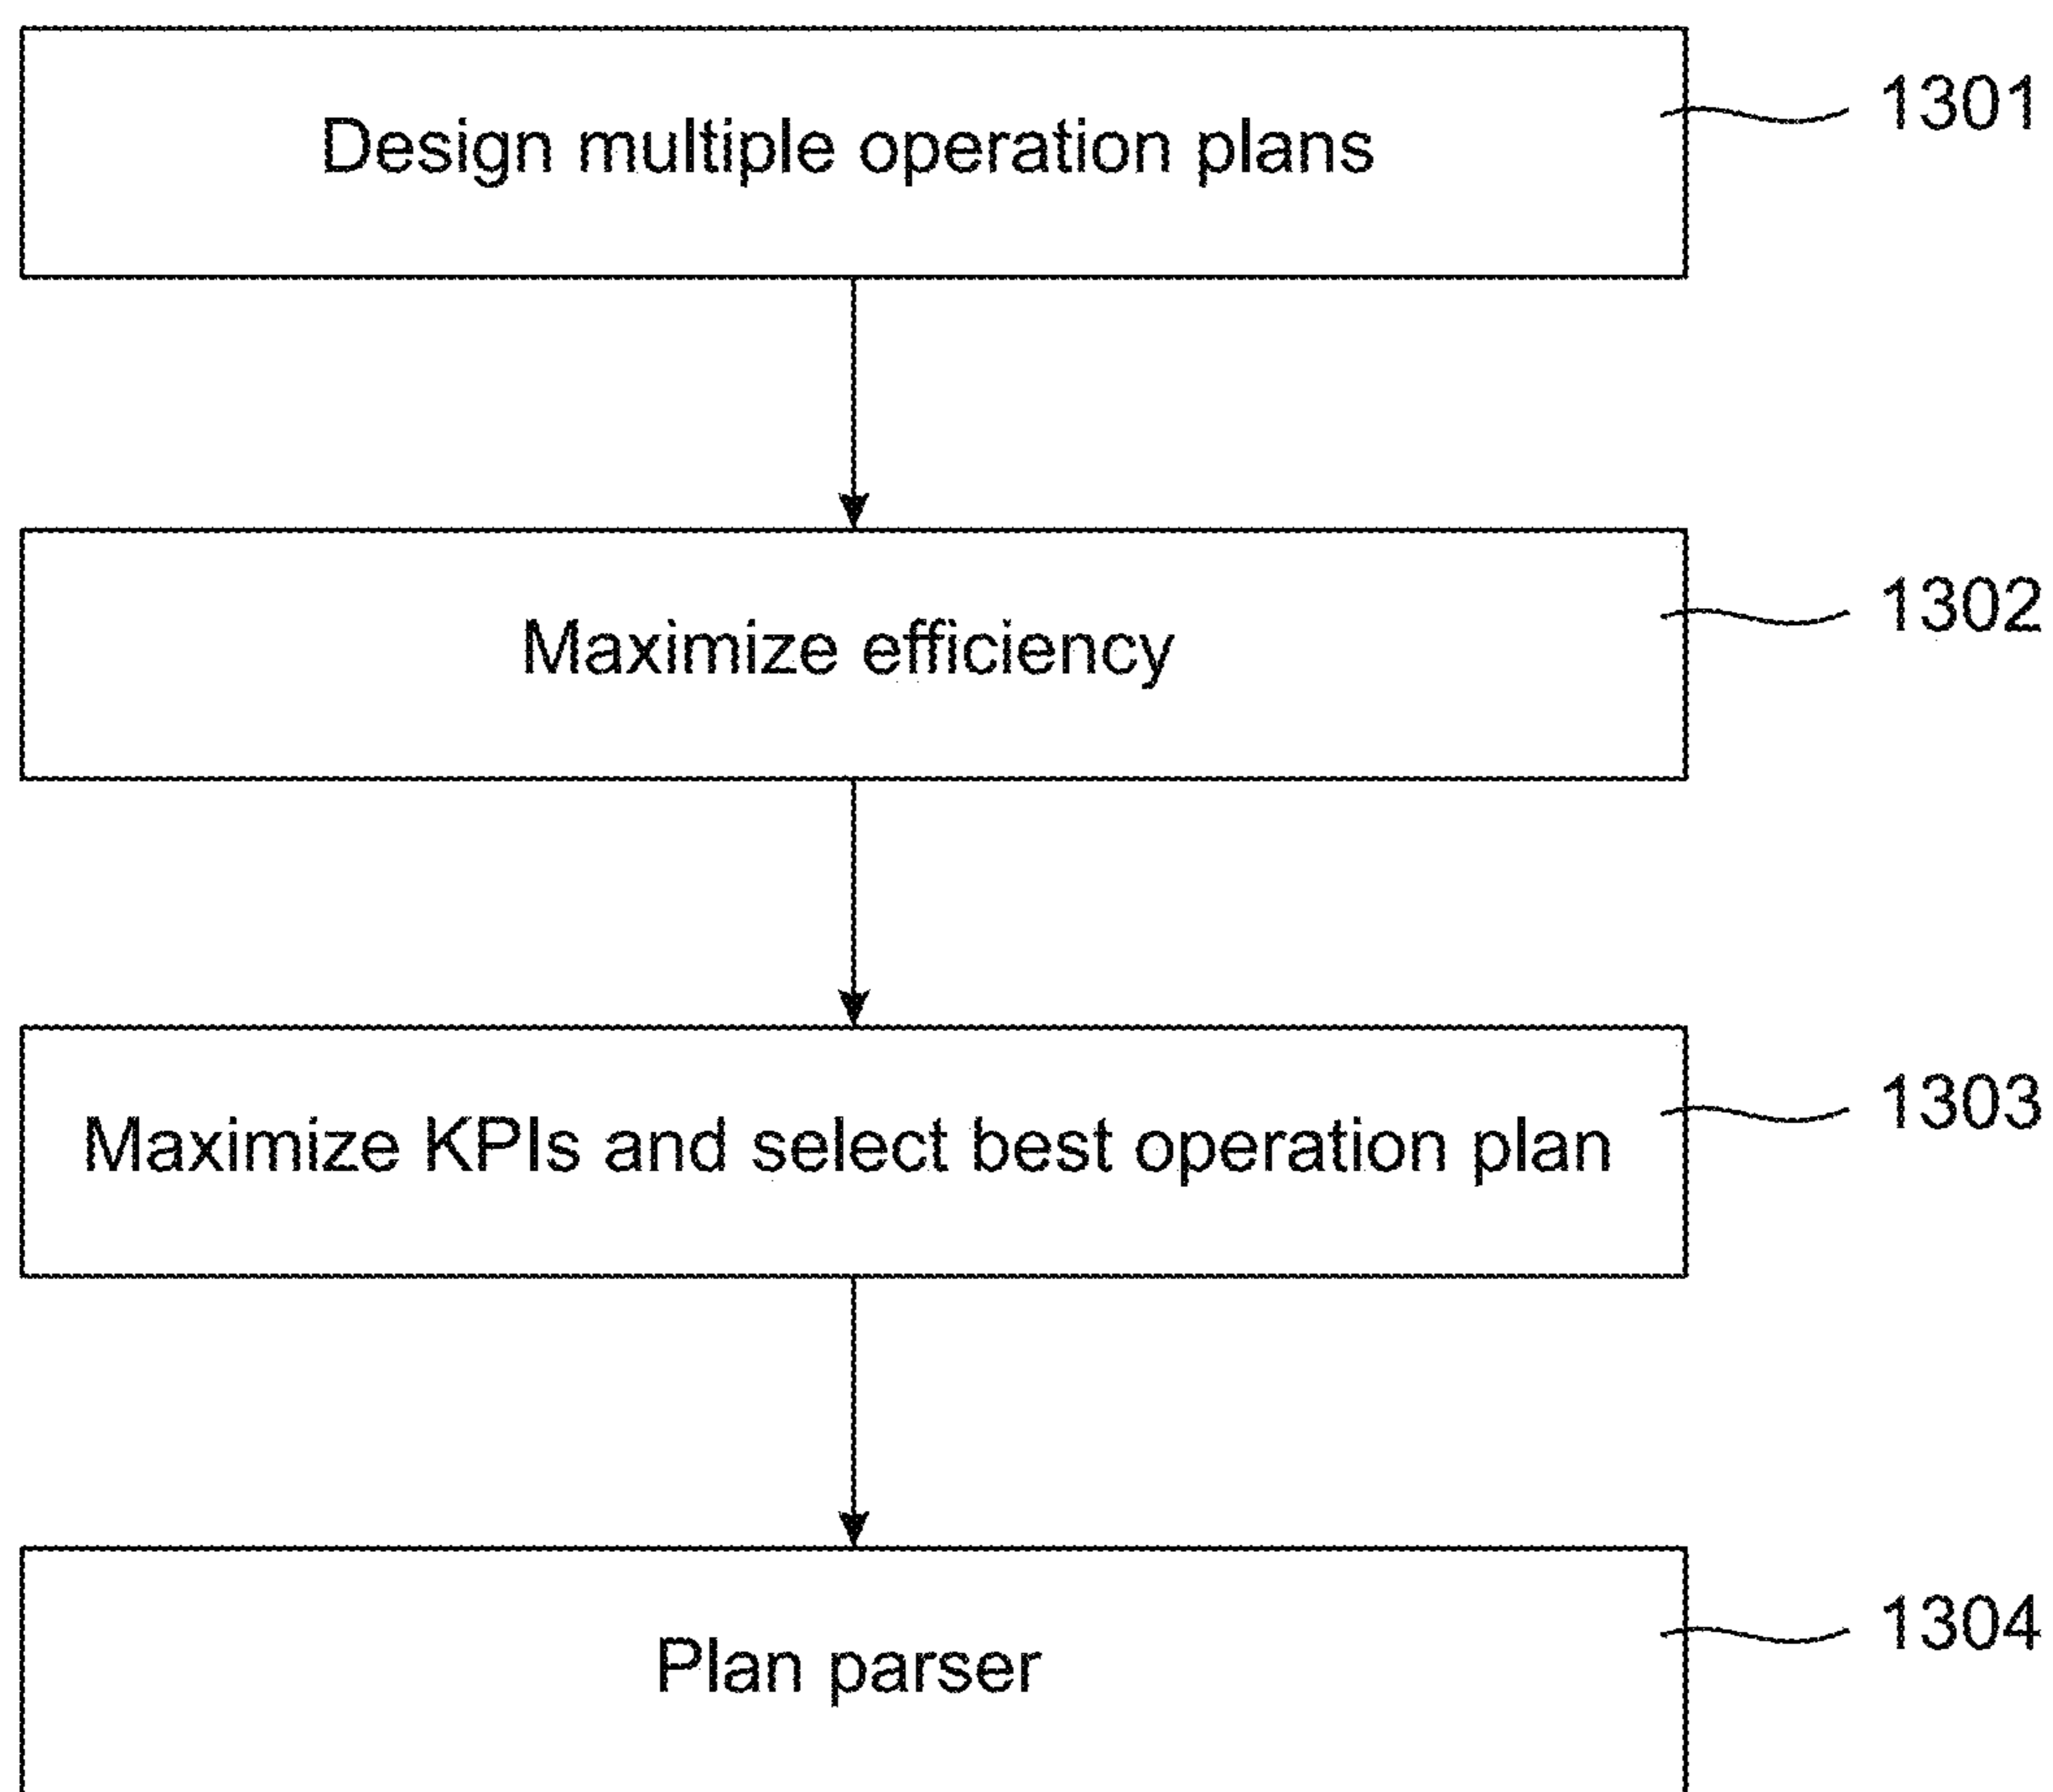 Design multiple operation plans
1301
Maximize efficiency
1302
Maximize KPIs and select best operation plan
1303
Plan parser
1304